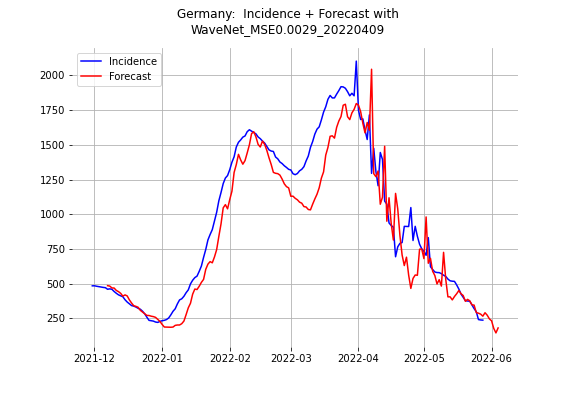 Germany:  Incidence + Forecast with
WaveNet_MSE0.0029_20220409
Incidence
Forecast
2000
1750
1500
1250
1000
750
500
250
2021-12 2022-01 2022-02 2022-03 2022-04 2022-05 2022-06